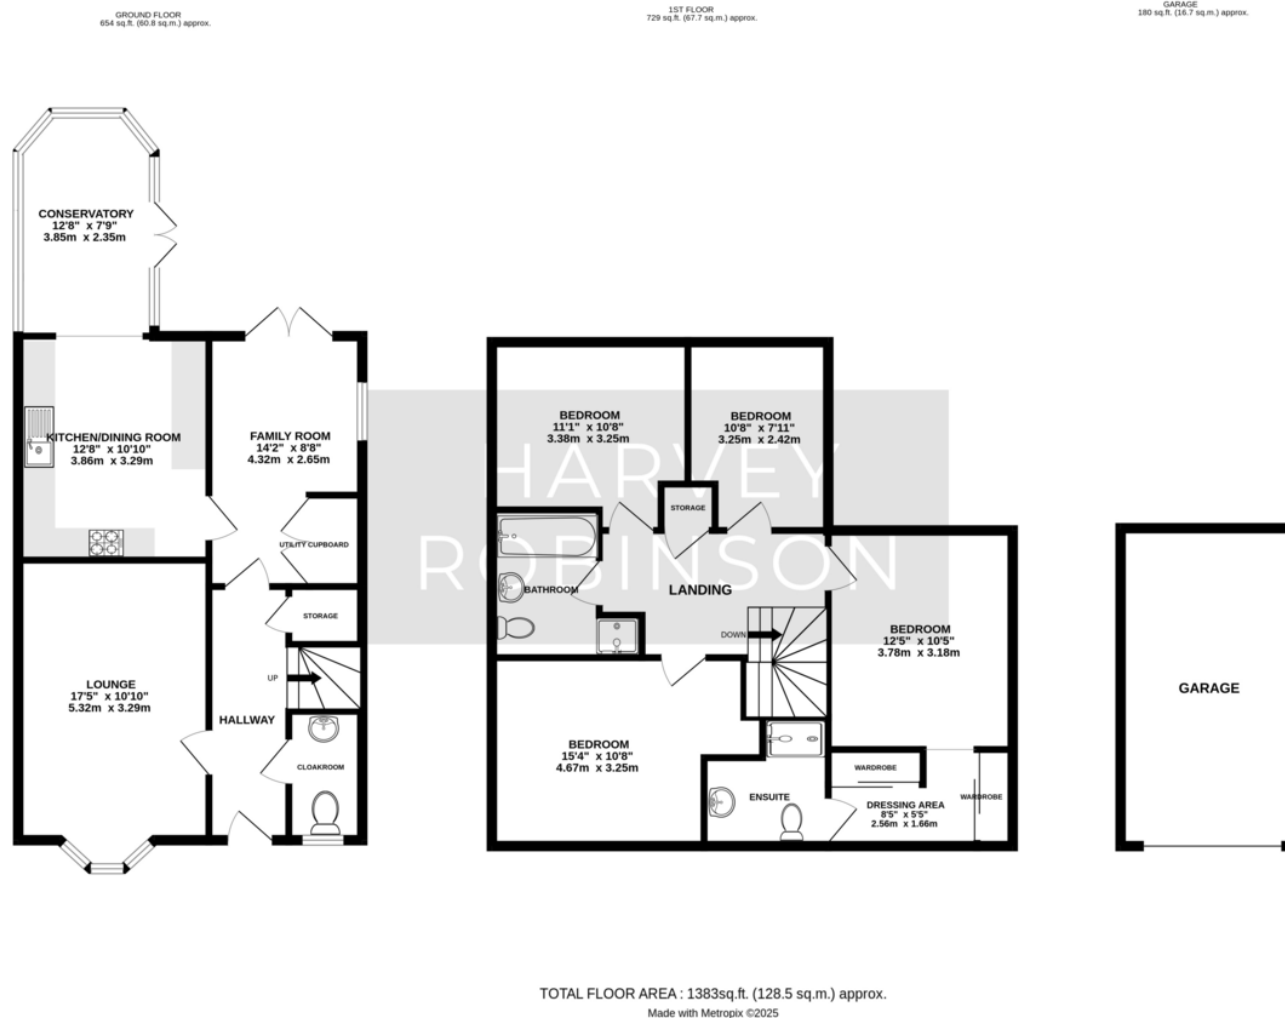 GROUND FLOOR
654 sq.ft. (60.8 sq.m.) approx.
1ST FLOOR
729 sq.ft. (67.7 sq.m.) approx.
GARAGE
180 sq.ft. (16.7 sq.m.) approx.
CONSERVATORY
12'8" x 7'9"
3.85m x 2.35m
KITCHEN/DINING ROOM
12'8" x 10'10"
3.86m x 3.29m
FAMILY ROOM
14'2" x 8'8"
4.32m x 2.65m
UTILITY CUPBOARD
STORAGE
UP
LOUNGE
17'5" x 10'10"
5.32m x 3.29m
HALLWAY
CLOAKROOM
HARVEY
ROBINSON
BEDROOM
11'1" x 10'8"
3.38m x 3.25m
BEDROOM
10'8" x 7'11"
3.25m x 2.42m
STORAGE
BATHROOM
LANDING
DOWN
BEDROOM
12'5" x 10'5"
3.78m x 3.18m
BEDROOM
15'4" x 10'8"
4.67m x 3.25m
ENSUITE
WARDROBE
WARDROBE
DRESSING AREA
8'5" x 5'5"
2.56m x 1.66m
GARAGE
TOTAL FLOOR AREA : 1383sq.ft. (128.5 sq.m.) approx.
Made with Metropix ©2025